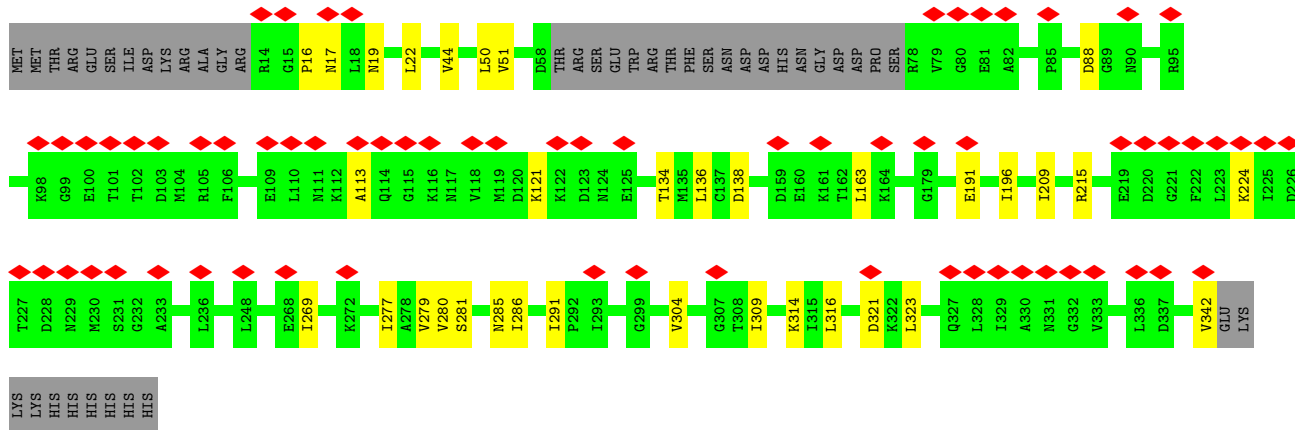 MET MET THR ARG GLU SER ILE ASP LYS ARG ALA GLY ARG R14 G15 P16 N17 L18 N19 L22 V44 L50 V51 D58 THR ARG SER GLU TRP ARG THR PHE SER ASN ASP ASP HIS ASN GLY ASP ASP PRO SER R78 V79 G80 E81 A82 P85 D88 G89 N90 R95
K98 G99 E100 T101 T102 D103 M104 R105 F106 E109 L110 N111 K112 A113 Q114 G115 K116 N117 V118 M119 D120 K121 K122 D123 N124 E125 T134 M135 L136 C137 D138 D159 E160 K161 T162 L163 K164 G179 E191 I196 I209 R215 E219 D220 G221 F222 L223 K224 I225 D226
T227 D228 N229 M230 S231 G232 A233 L236 L248 E268 I269 K272 I277 A278 V279 V280 S281 N285 I286 I291 P292 I293 G299 V304 G307 T308 I309 K314 I315 L316 D321 K322 L323 Q327 L328 I329 A330 N331 G332 V333 L336 D337 V342 GLU LYS
LYS LYS HIS HIS HIS HIS HIS HIS